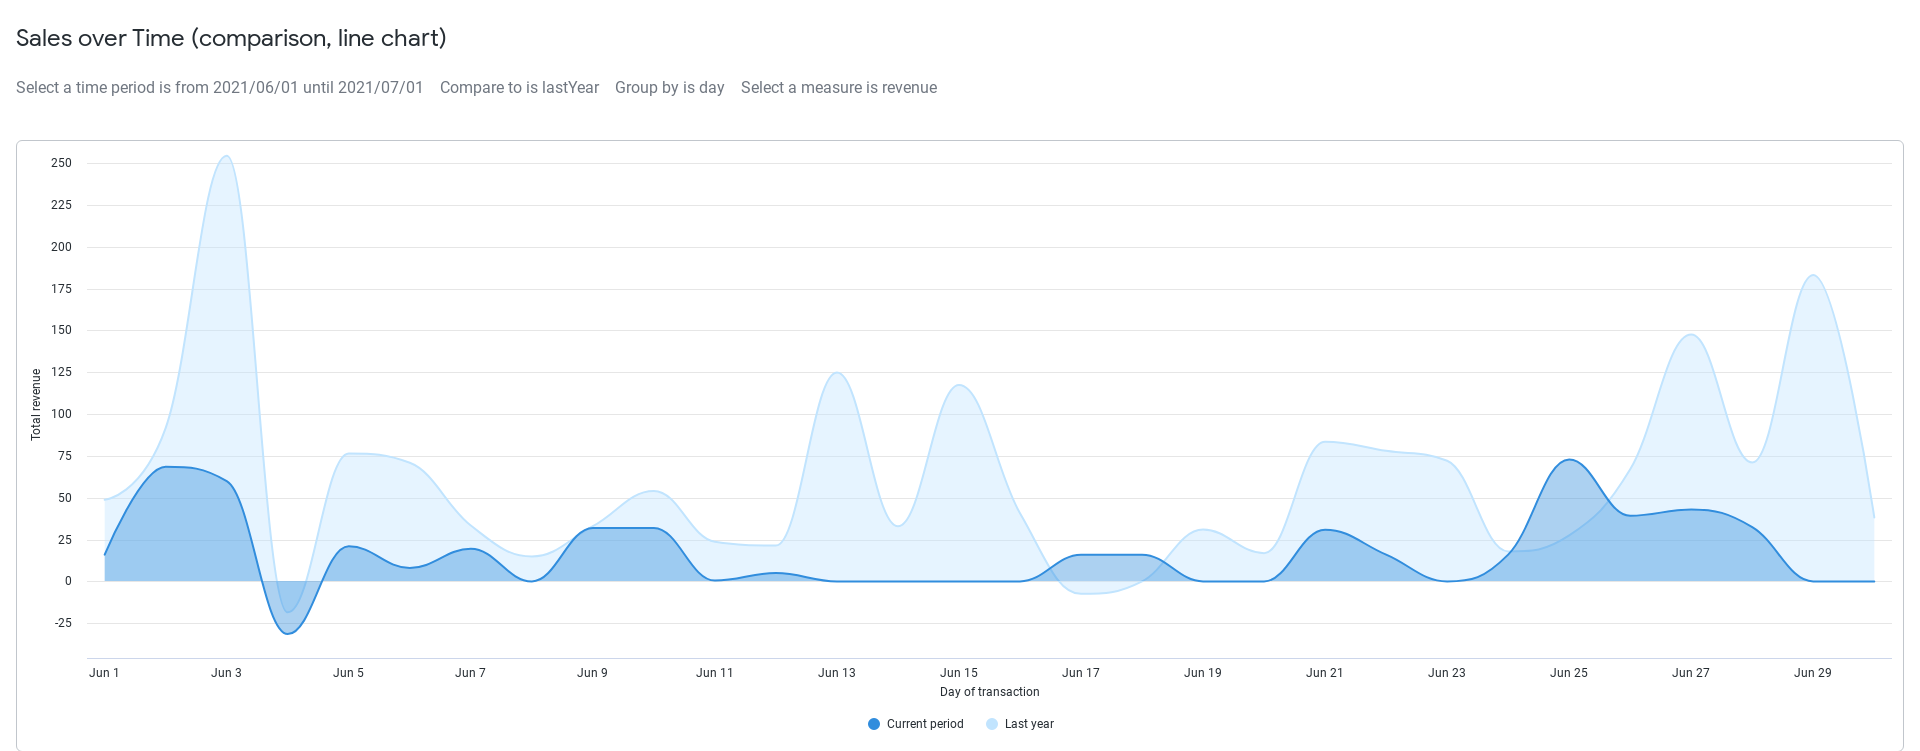 Sales over Time (comparison, line chart)
Select a time period is from 2021/06/01 until 2021/07/01 Compare to is lastYear Group by is day Select a measure is revenue
250
225
200
175
150
125
100
75
50
25
0
-25
Total revenue
Jun 1 Jun 3 Jun 5 Jun 7 Jun 9 Jun 11 Jun 13 Jun 15 Jun 17 Jun 19 Jun 21 Jun 23 Jun 25 Jun 27 Jun 29
Day of transaction
Current period Last year